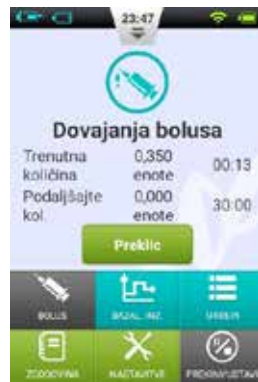 23:47
Dovajanja bolusa
Trenutna količina 0,350 enote 00:13
Podaljšajte kol. 0,000 enote 30:00
Preklic
BOLUS BAZAL. INZ.
ZGODOVINA NASTAVITVE